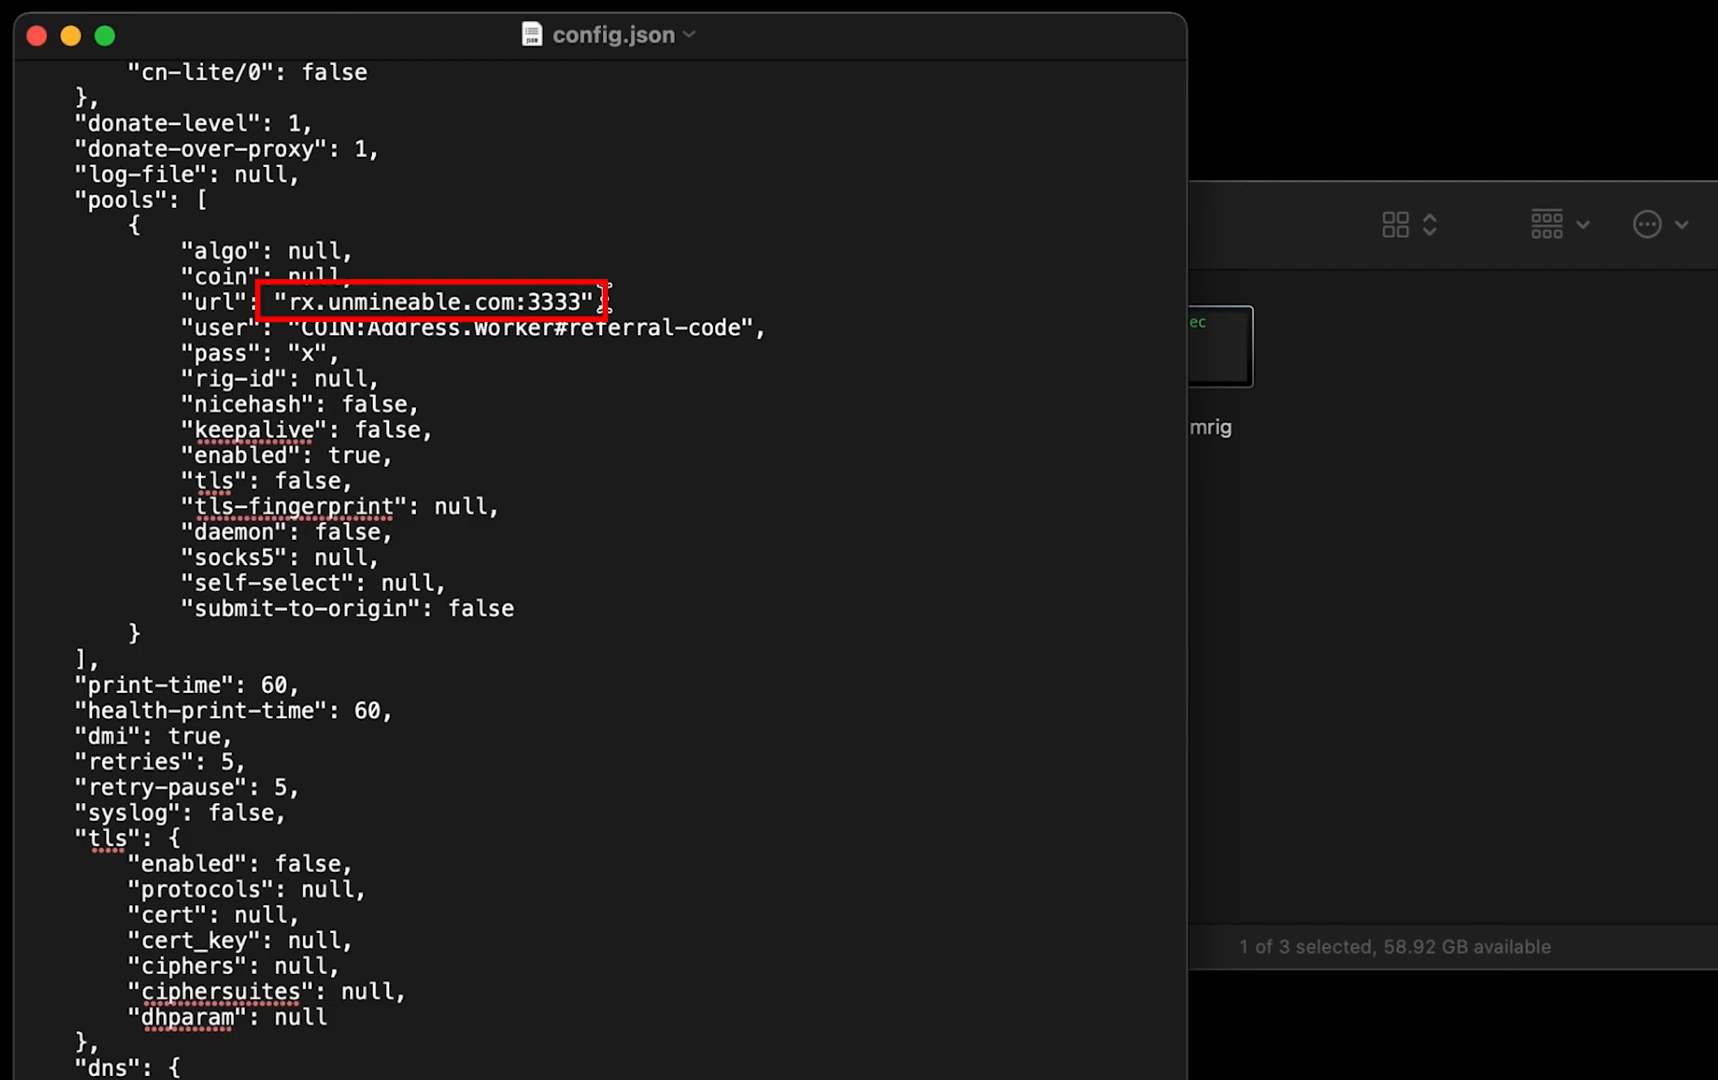 config.json
"cn-lite/0": false
},
"donate-level": 1,
"donate-over-proxy": 1,
"log-file": null,
"pools": [
{
"algo": null,
"coin": null,
"url": "rx.unmineable.com:3333",
"user": "COIN:Address.Worker#referral-code",
"pass": "x",
"rig-id": null,
"nicehash": false,
"keepalive": false,
"enabled": true,
"tls": false,
"tls-fingerprint": null,
"daemon": false,
"socks5": null,
"self-select": null,
"submit-to-origin": false
}
],
"print-time": 60,
"health-print-time": 60,
"dmi": true,
"retries": 5,
"retry-pause": 5,
"syslog": false,
"tls": {
"enabled": false,
"protocols": null,
"cert": null,
"cert_key": null,
"ciphers": null,
"ciphersuites": null,
"dhparam": null
},
"dns": {
ec
mrig
1 of 3 selected, 58.92 GB available